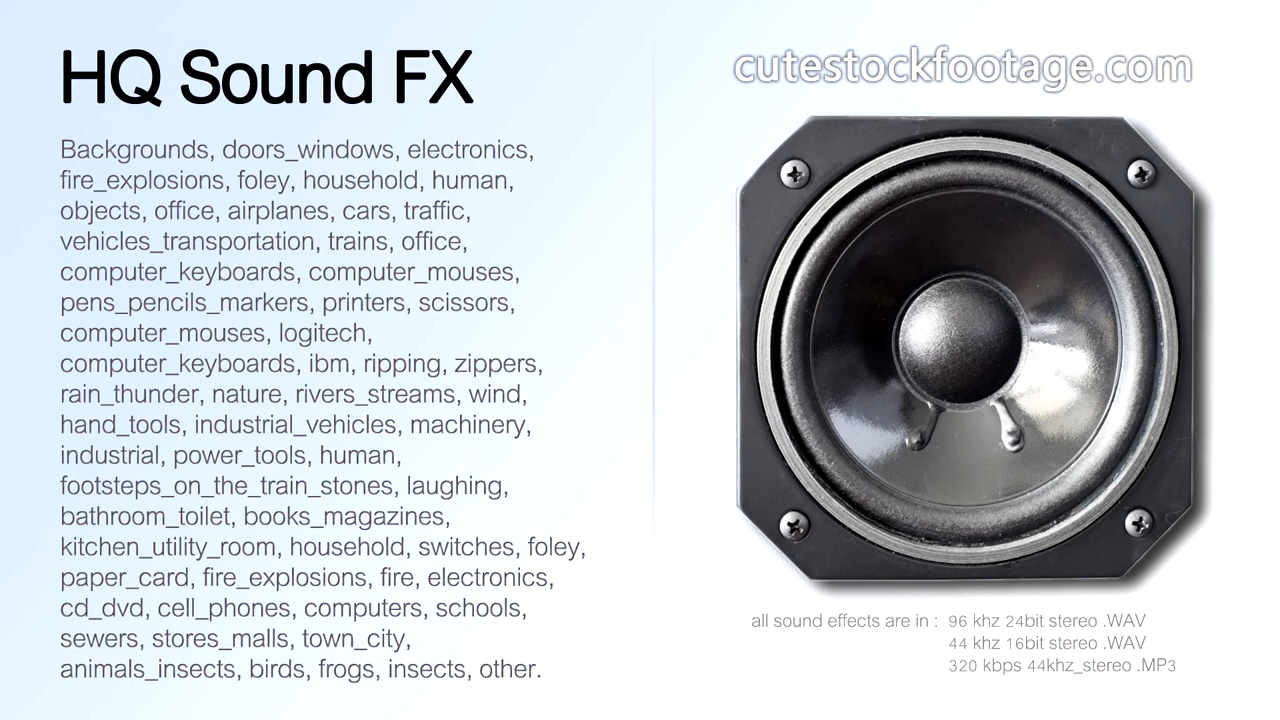 HQ Sound FX
Backgrounds, doors_windows, electronics,
fire_explosions, foley, household, human,
objects, office, airplanes, cars, traffic,
vehicles_transportation, trains, office,
computer_keyboards, computer_mouses,
pens_pencils_markers, printers, scissors,
computer_mouses, logitech,
computer_keyboards, ibm, ripping, zippers,
rain_thunder, nature, rivers_streams, wind,
hand_tools, industrial_vehicles, machinery,
industrial, power_tools, human,
footsteps_on_the_train_stones, laughing,
bathroom_toilet, books_magazines,
kitchen_utility_room, household, switches, foley,
paper_card, fire_explosions, fire, electronics,
cd_dvd, cell_phones, computers, schools,
sewers, stores_malls, town_city,
animals_insects, birds, frogs, insects, other.
cutestockfootage.com
all sound effects are in : 96 khz 24bit stereo .WAV
44 khz 16bit stereo .WAV
320 kbps 44khz_stereo .MP3